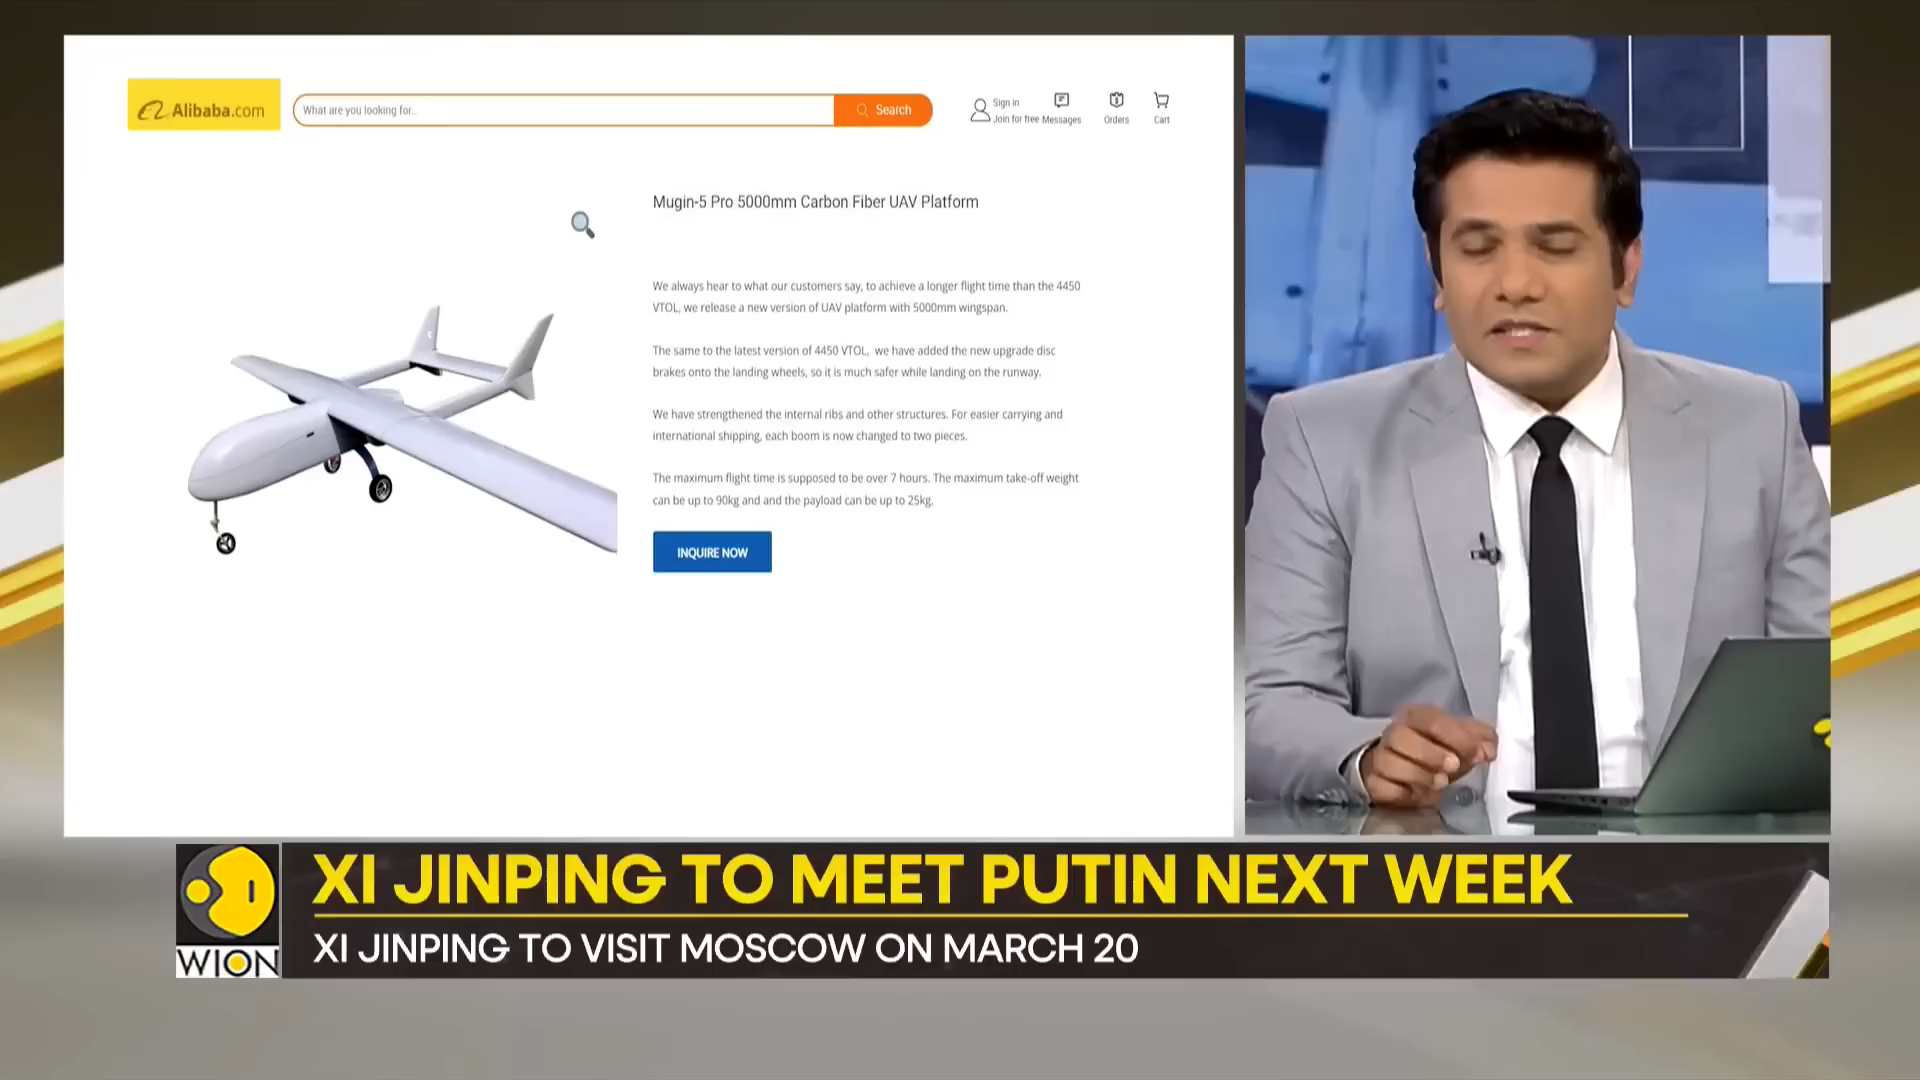 Alibaba.com
What are you looking for...
Search
Sign in
Join for free
Messages
Orders
Cart
Mugin-5 Pro 5000mm Carbon Fiber UAV Platform
We always hear to what our customers say, to achieve a longer flight time than the 4450
VTOL, we release a new version of UAV platform with 5000mm wingspan.
The same to the latest version of 4450 VTOL, we have added the new upgrade disc
brakes onto the landing wheels, so it is much safer while landing on the runway.
We have strengthened the internal ribs and other structures. For easier carrying and
international shipping, each boom is now changed to two pieces.
The maximum flight time is supposed to be over 7 hours. The maximum take-off weight
can be up to 90kg and and the payload can be up to 25kg.
INQUIRE NOW
XI JINPING TO MEET PUTIN NEXT WEEK
XI JINPING TO VISIT MOSCOW ON MARCH 20
WION